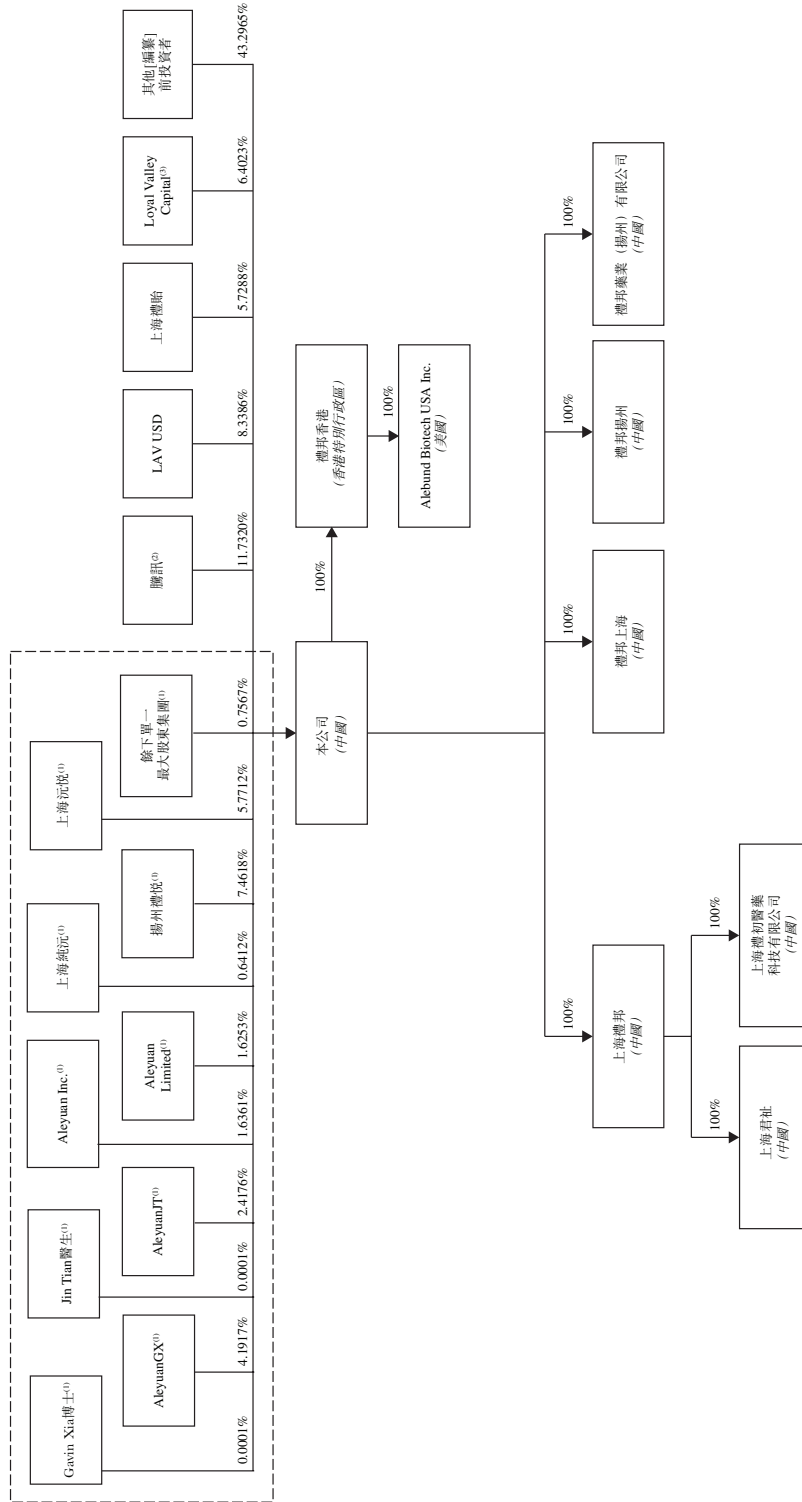 Gavin Xia博士(1)
Jin Tian醫生(1)
Aleyuan Inc.(1)
上海純沅(1)
上海沅悅(1)
AleyuanGX(1)
AleyuanJT(1)
Aleyuan
Limited(1)
揚州禮悅(1)
餘下單一
最大股東集團(1)
騰訊(2)
LAV USD
上海禮貽
Loyal Valley
Capital(3)
其他[編纂]
前投資者
0.0001%
4.1917%
0.0001%
2.4176%
1.6361%
1.6253%
0.6412%
7.4618%
5.7712%
0.7567%
11.7320%
8.3386%
5.7288%
6.4023%
43.2965%
本公司
(中國)
100%
禮邦香港
(香港特別行政區)
100%
Alebund Biotech USA Inc.
(美國)
100%
100%
100%
100%
上海禮邦
(中國)
禮邦上海
(中國)
禮邦揚州
(中國)
禮邦藥業（揚州）有限公司
(中國)
100%
100%
上海君祉
(中國)
上海禮初醫藥
科技有限公司
(中國)